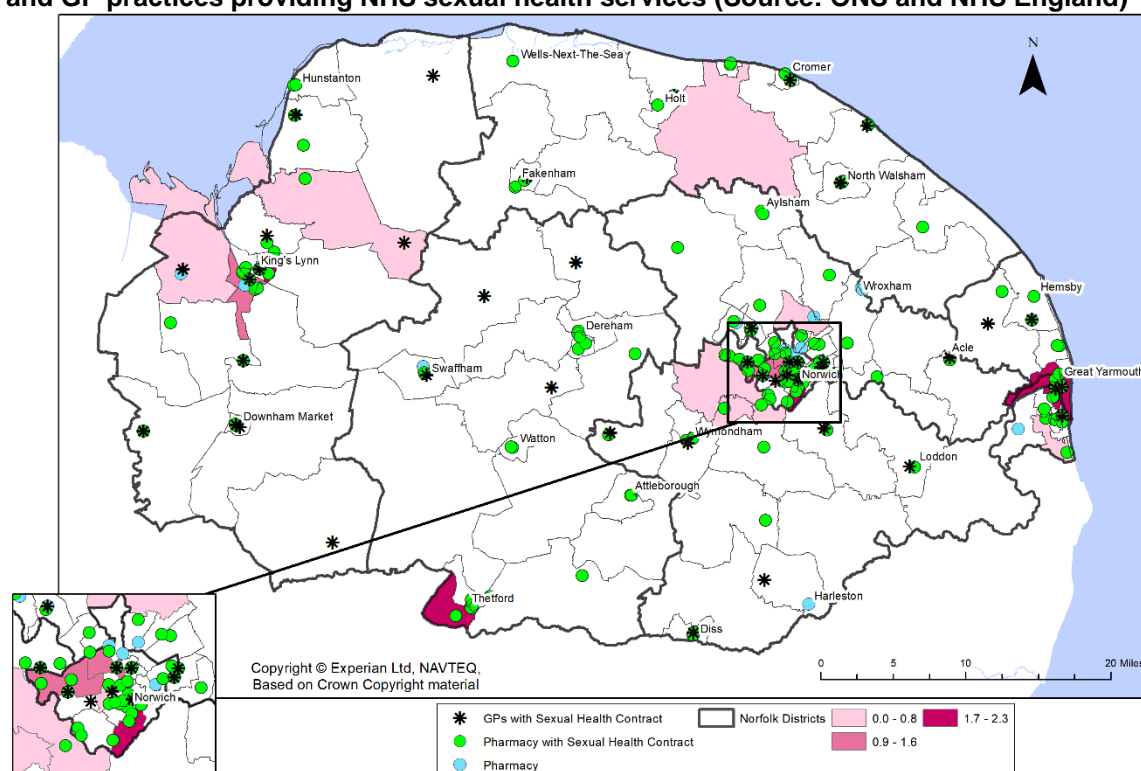 and GP practices providing NHS sexual health services (Source: ONS and NHS England)
N
Wells-Next-The-Sea
Cromer
Hunstanton
Holt
Fakenham
North Walsham
Aylsham
King's Lynn
Wroxham
Hemsby
Dereham
Swaffham
Acle
Great Yarmouth
Norwich
Downham Market
Wymondham
Watton
Loddon
Attleborough
Thetford
Harleston
Diss
Norwich
Copyright © Experian Ltd, NAVTEQ,
Based on Crown Copyright material
0 5 10 20 Miles
GPs with Sexual Health Contract
Pharmacy with Sexual Health Contract
Pharmacy
Norfolk Districts
0.0 - 0.8
0.9 - 1.6
1.7 - 2.3